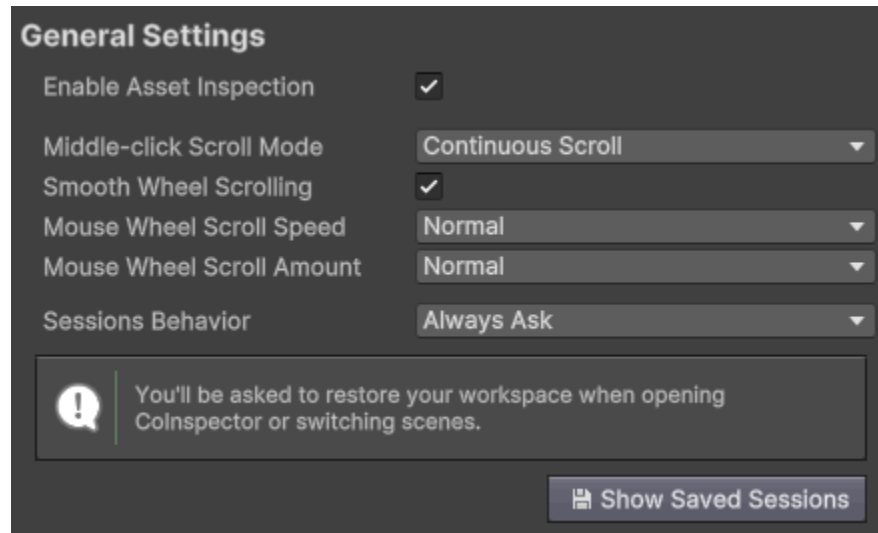 General Settings
Enable Asset Inspection
Middle-click Scroll Mode Continuous Scroll
Smooth Wheel Scrolling
Mouse Wheel Scroll Speed Normal
Mouse Wheel Scroll Amount Normal
Sessions Behavior Always Ask
You'll be asked to restore your workspace when opening
CoInspector or switching scenes.
Show Saved Sessions